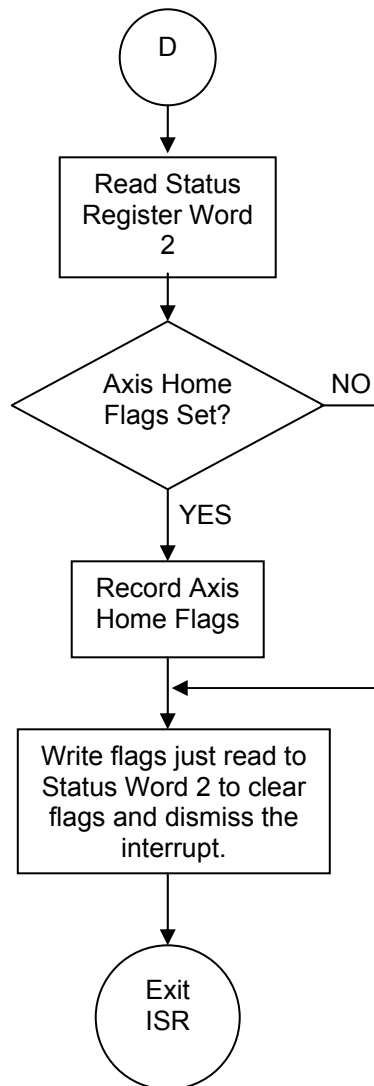 D
Read Status
Register Word
2
Axis Home
Flags Set?
NO
YES
Record Axis
Home Flags
Write flags just read to
Status Word 2 to clear
flags and dismiss the
interrupt.
Exit
ISR